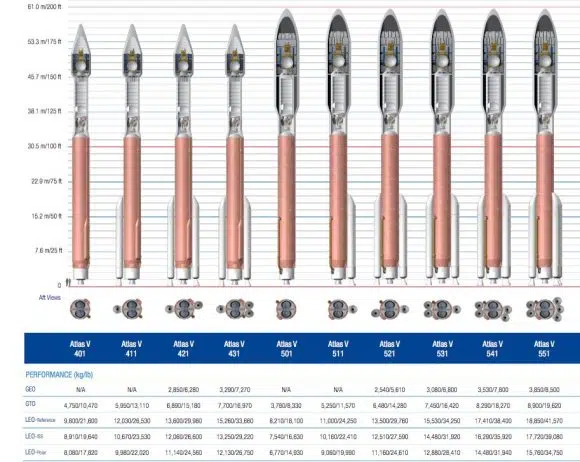 61.0 m/200 ft
53.3 m/175 ft
45.7 m/150 ft
38.1 m/125 ft
30.5 m/100 ft
22.9 m/75 ft
15.2 m/50 ft
7.6 m/25 ft
0
Aft Views
Atlas V 401 Atlas V 411 Atlas V 421 Atlas V 431 Atlas V 501 Atlas V 511 Atlas V 521 Atlas V 531 Atlas V 541 Atlas V 551
PERFORMANCE (kg/lb)
GEO N/A N/A 2,850/6,280 3,290/7,270 N/A N/A 2,540/5,610 3,080/6,800 3,530/7,800 3,850/8,500
GTO 4,750/10,470 5,950/13,110 6,890/15,180 7,700/16,970 3,780/8,330 5,250/11,570 6,480/14,280 7,450/16,420 8,290/18,270 8,900/19,620
LEO-Reference 9,800/21,600 12,030/26,530 13,600/29,980 15,260/33,660 8,210/18,100 11,000/24,250 13,500/29,760 15,530/34,250 17,410/38,400 18,850/41,570
LEO-ISS 8,910/19,640 10,670/23,530 12,060/26,600 13,250/29,220 7,540/16,630 10,160/22,410 12,510/27,590 14,480/31,920 16,290/35,920 17,720/39,080
LEO-Polar 8,080/17,820 9,980/22,020 11,140/24,560 12,130/26,750 6,770/14,930 9,060/19,990 11,160/24,610 12,880/28,410 14,480/31,940 15,760/34,750